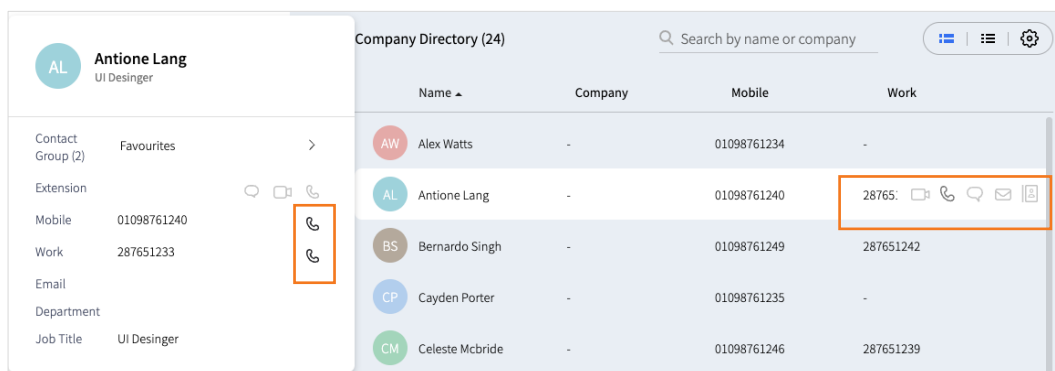 AL
Antione Lang
UI Desinger
Contact
Group (2)
Favourites
Extension
Mobile 01098761240
Work 287651233
Email
Department
Job Title UI Desinger
Company Directory (24)
Search by name or company
Name Company Mobile Work
AW Alex Watts - 01098761234 -
AL Antione Lang - 01098761240 28765
BS Bernardo Singh - 01098761249 287651242
CP Cayden Porter - 01098761235 -
CM Celeste Mcbride - 01098761246 287651239